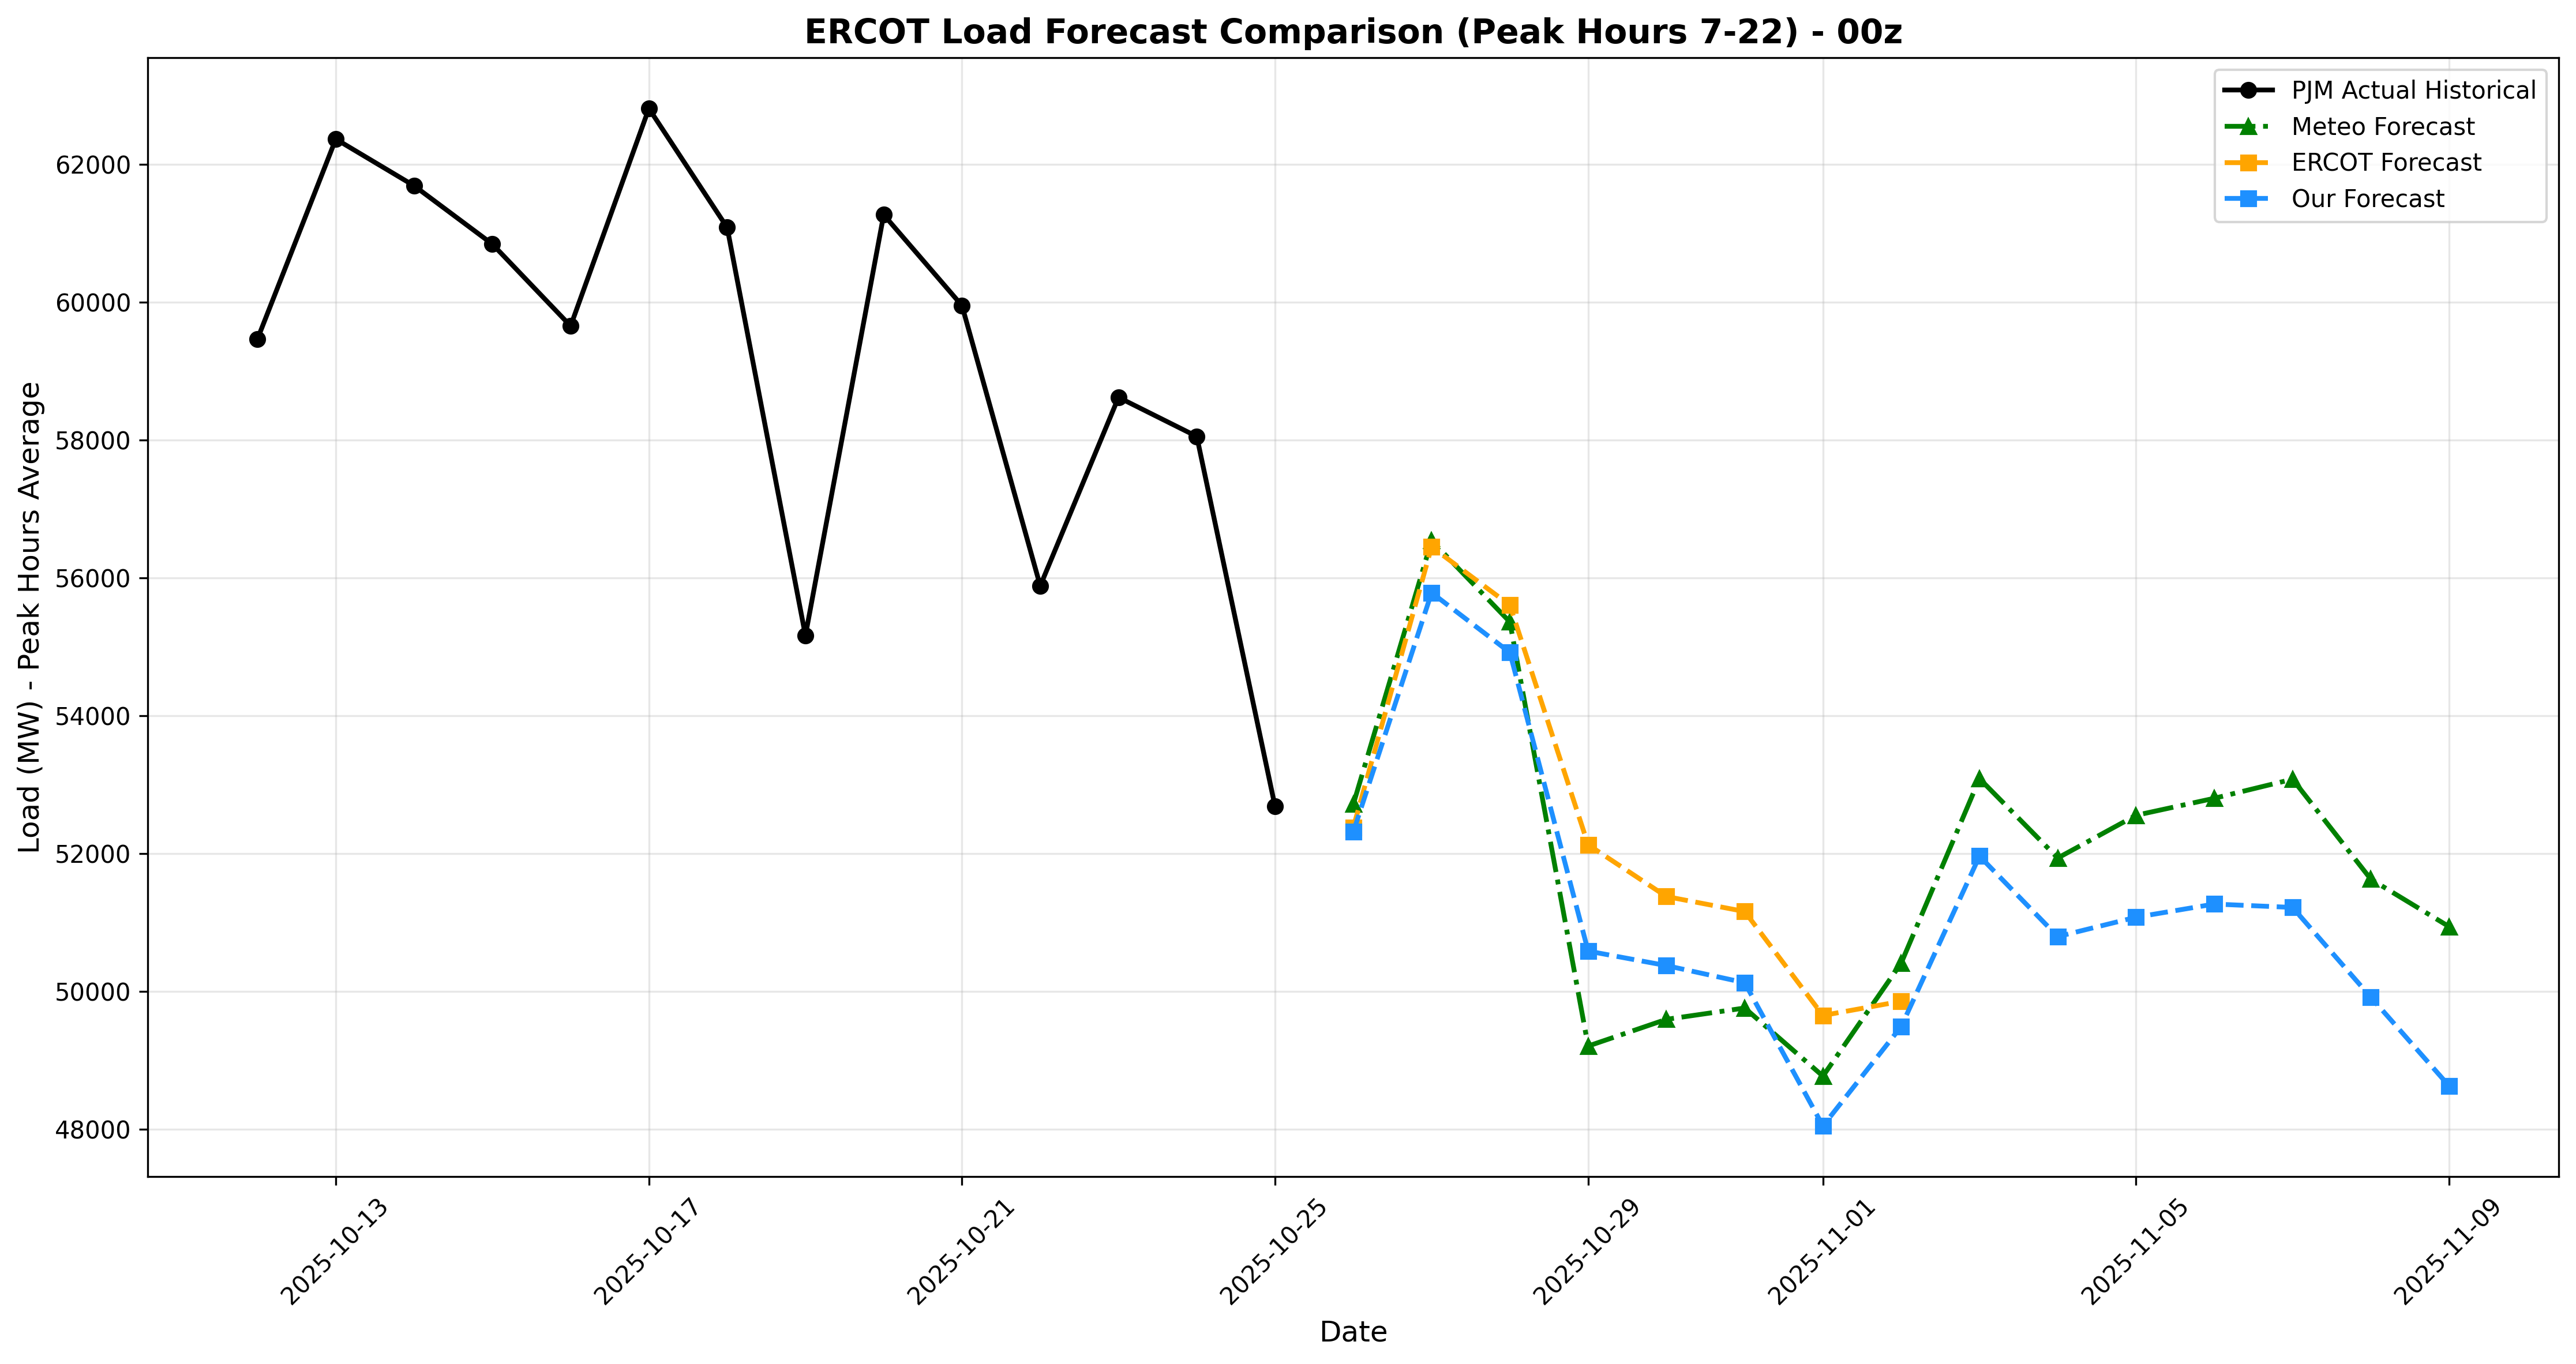 ERCOT Load Forecast Comparison (Peak Hours 7-22) - 00z
PJM Actual Historical
Meteo Forecast
ERCOT Forecast
Our Forecast
Load (MW) - Peak Hours Average
62000
60000
58000
56000
54000
52000
50000
48000
2025-10-13
2025-10-17
2025-10-21
2025-10-25
2025-10-29
2025-11-01
2025-11-05
2025-11-09
Date